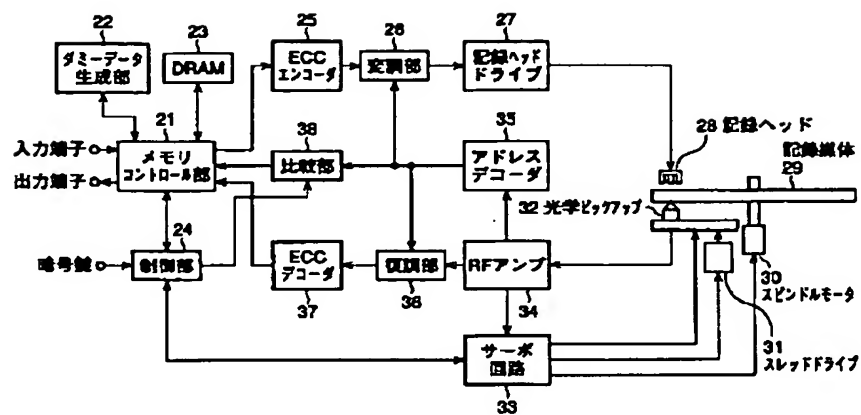 22
ダミーデータ
生成部
23
DRAM
25
ECC
エンコーダ
26
変調部
27
記録ヘッド
ドライブ
21
メモリ
コントロール部
入力端子
出力端子
38
比較部
35
アドレス
デコーダ
28 記録ヘッド
記録媒体
29
32 光学ピックアップ
24
制御部
暗号鍵
ECC
デコーダ
37
復調部
36
RFアンプ
34
30
スピンドルモータ
31
スレッドドライブ
サーボ
回路
33